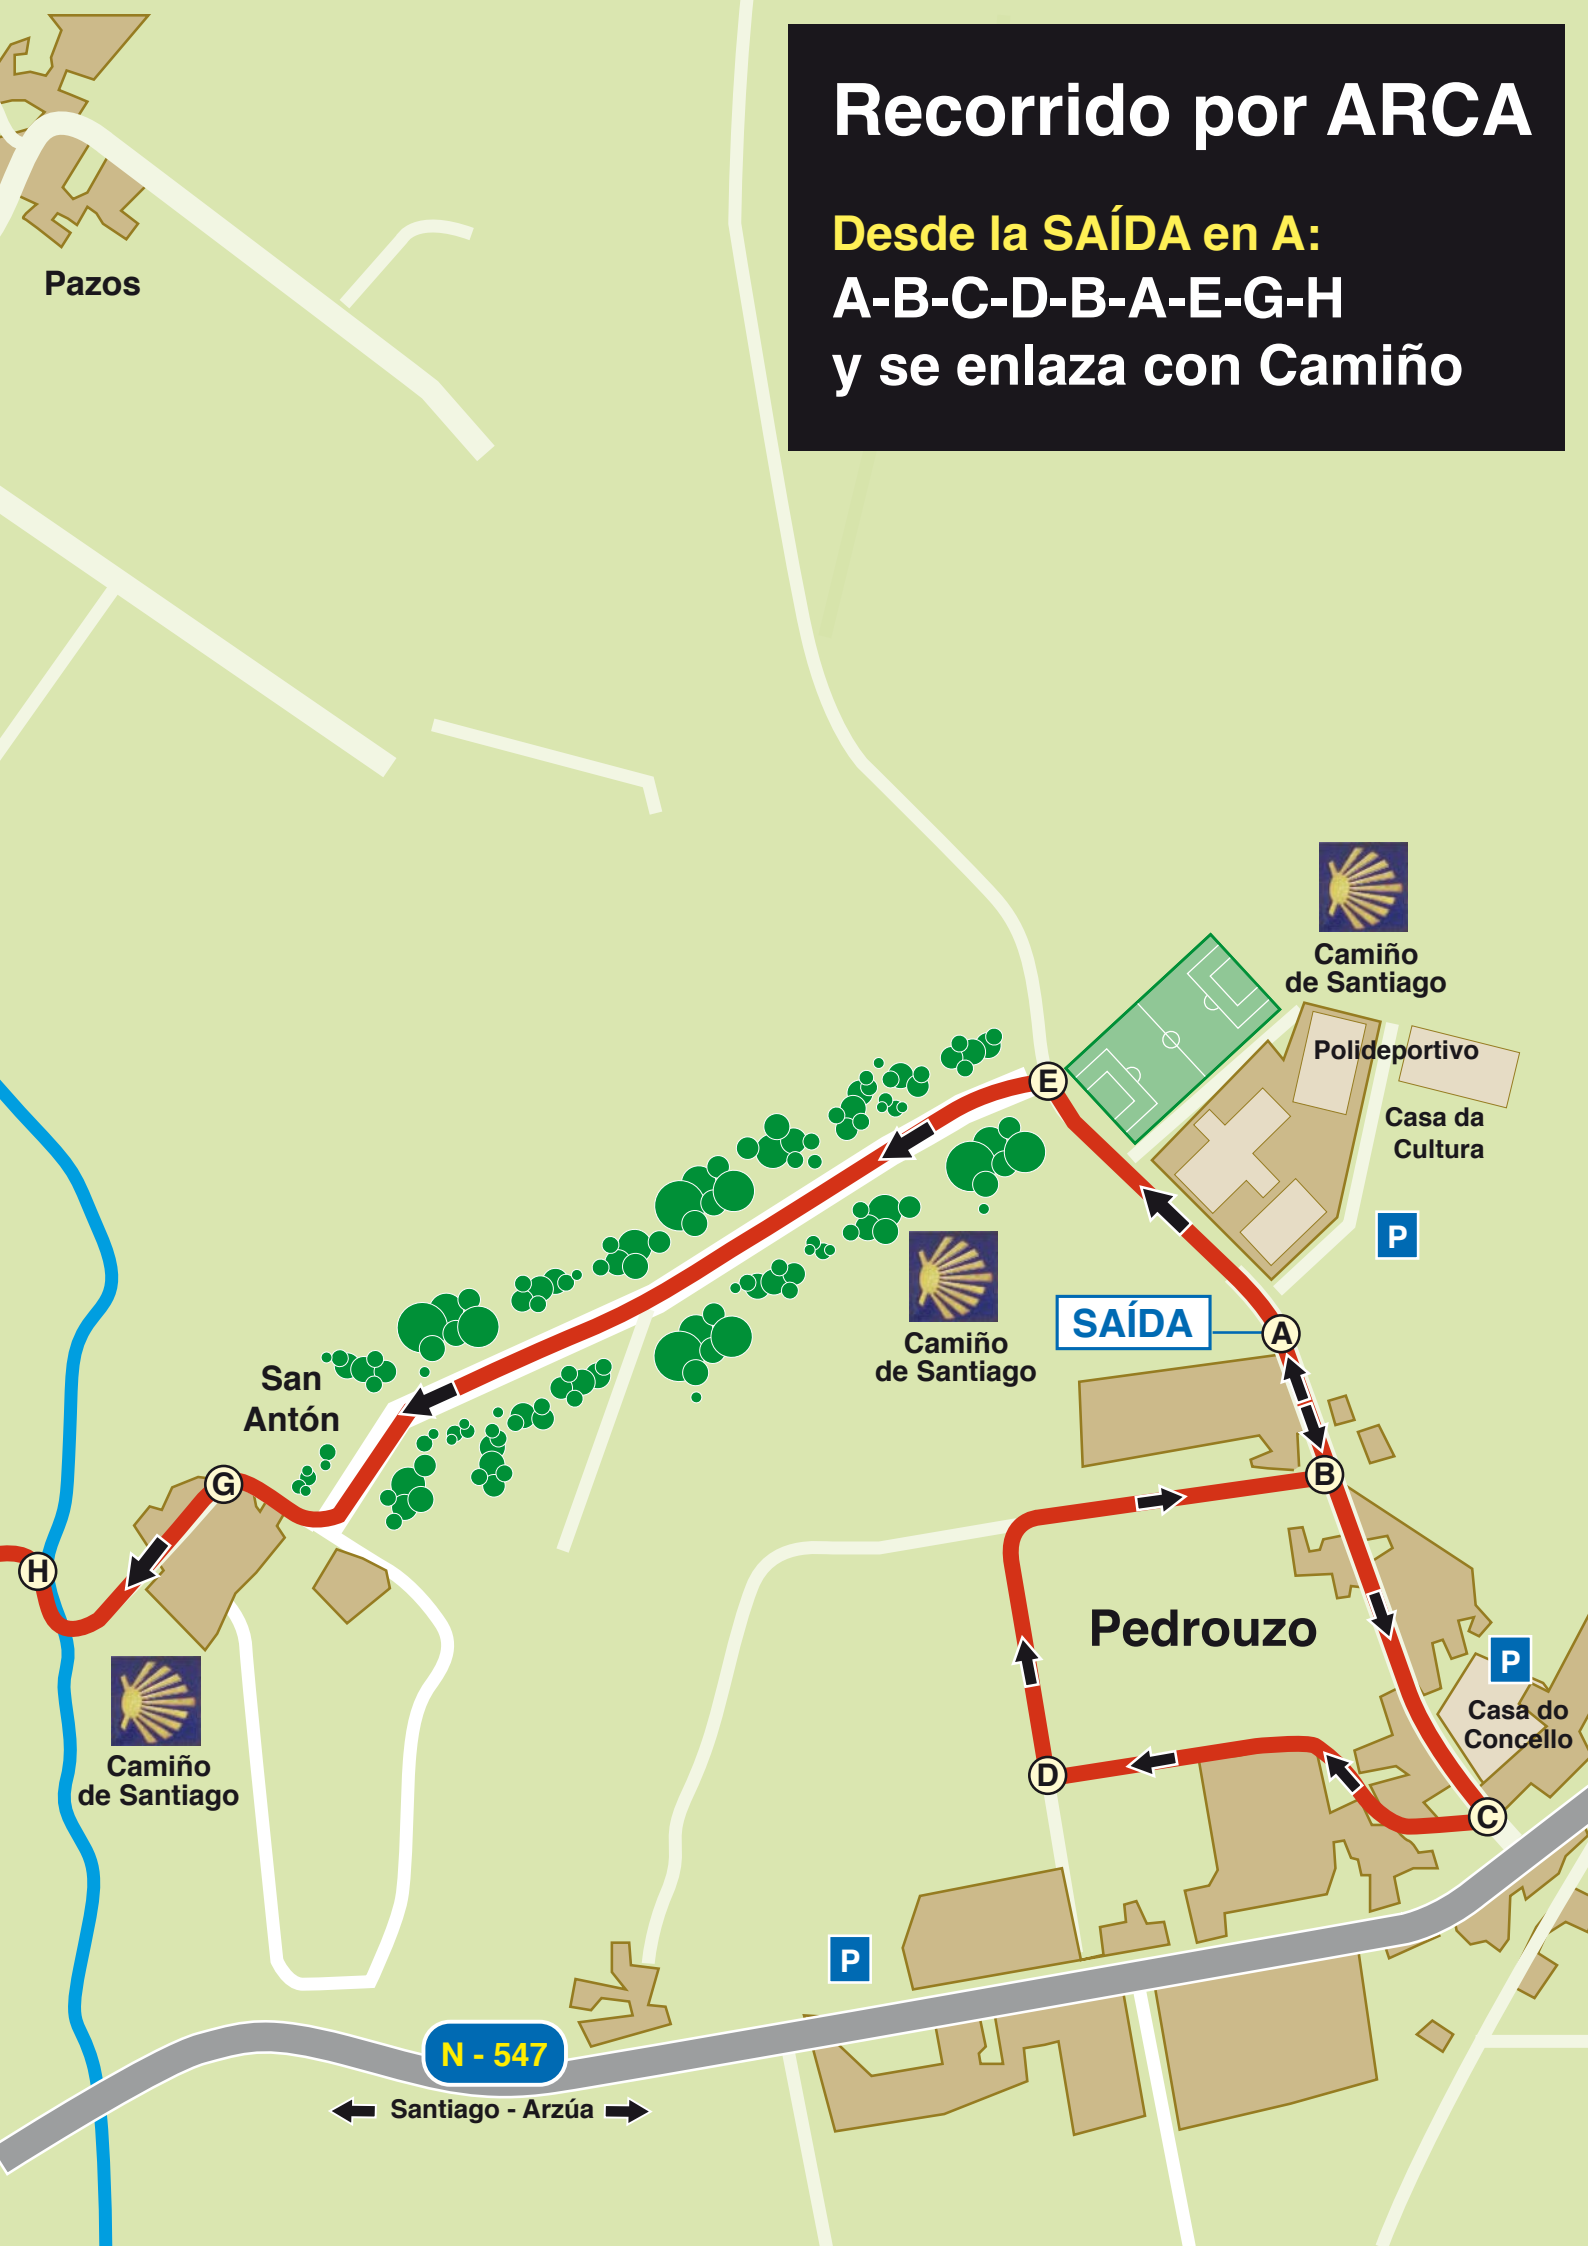 Recorrido por ARCA
Desde la SAÍDA en A:
A-B-C-D-B-A-E-G-H
y se enlaza con Camiño
Pazos
Camiño
de Santiago
Polideportivo
E
Casa da
Cultura
P
SAÍDA
A
Camiño
de Santiago
San
Antón
B
G
H
Pedrouzo
P
Casa do
Concello
Camiño
de Santiago
D
C
P
N - 547
Santiago - Arzúa